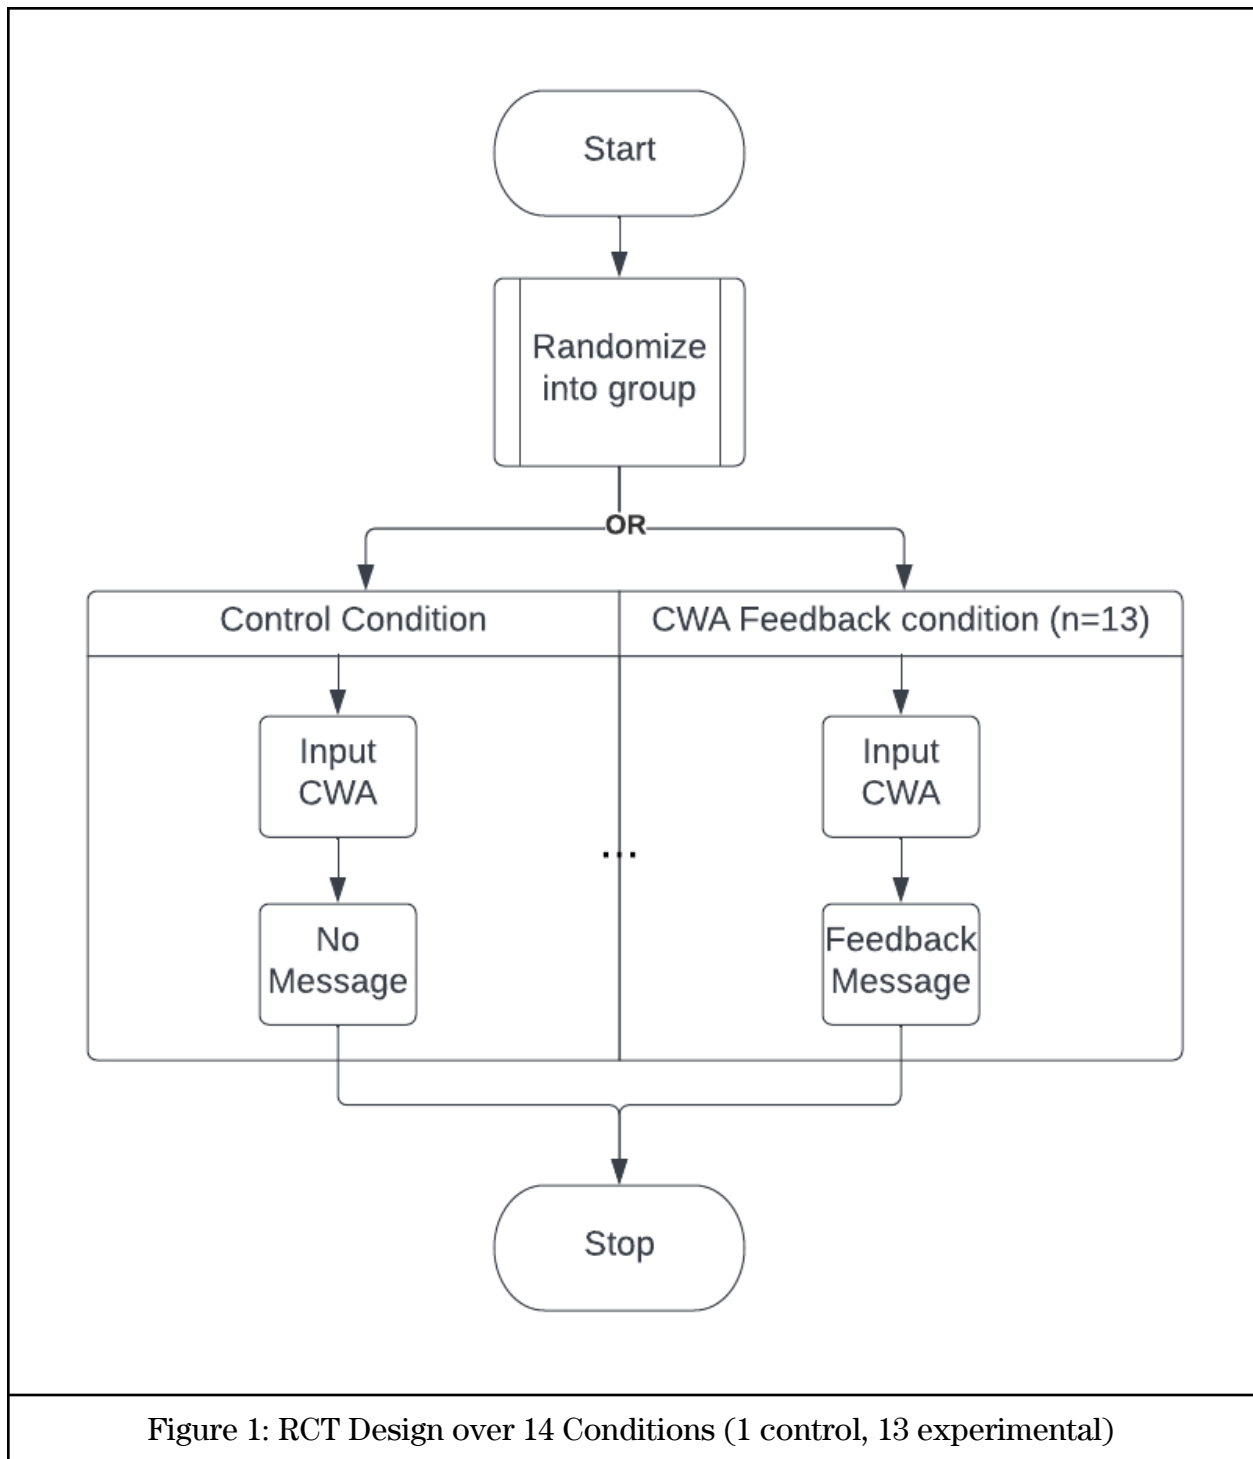 Start
Randomize
into group
OR
Control Condition
CWA Feedback condition (n=13)
Input
CWA
No
Message
...
Input
CWA
Feedback
Message
Stop
Figure 1: RCT Design over 14 Conditions (1 control, 13 experimental)